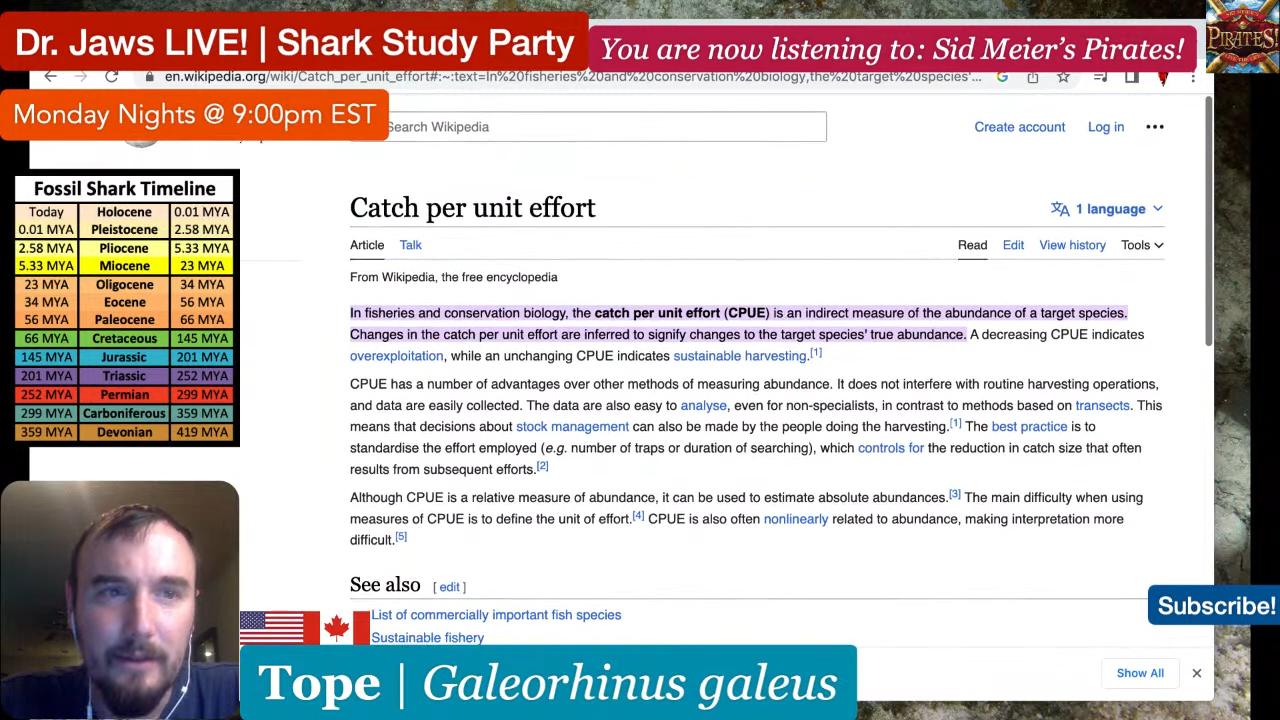 Dr. Jaws LIVE! | Shark Study Party
You are now listening to: Sid Meier's Pirates!
PIRATES!
en.wikipedia.org/wiki/Catch_per_unit_effort#:~:text=In%20fisheries%20and%20conservation%20biology,the%20target%20species'...
Monday Nights @ 9:00pm EST
Search Wikipedia
Create account
Log in
Fossil Shark Timeline
Today Holocene 0.01 MYA
0.01 MYA Pleistocene 2.58 MYA
2.58 MYA Pliocene 5.33 MYA
5.33 MYA Miocene 23 MYA
23 MYA Oligocene 34 MYA
34 MYA Eocene 56 MYA
56 MYA Paleocene 66 MYA
66 MYA Cretaceous 145 MYA
145 MYA Jurassic 201 MYA
201 MYA Triassic 252 MYA
252 MYA Permian 299 MYA
299 MYA Carboniferous 359 MYA
359 MYA Devonian 419 MYA
Catch per unit effort
1 language
Article Talk
Read Edit View history Tools
From Wikipedia, the free encyclopedia
In fisheries and conservation biology, the catch per unit effort (CPUE) is an indirect measure of the abundance of a target species.
Changes in the catch per unit effort are inferred to signify changes to the target species' true abundance. A decreasing CPUE indicates
overexploitation, while an unchanging CPUE indicates sustainable harvesting.[1]
CPUE has a number of advantages over other methods of measuring abundance. It does not interfere with routine harvesting operations,
and data are easily collected. The data are also easy to analyse, even for non-specialists, in contrast to methods based on transects. This
means that decisions about stock management can also be made by the people doing the harvesting.[1] The best practice is to
standardise the effort employed (e.g. number of traps or duration of searching), which controls for the reduction in catch size that often
results from subsequent efforts.[2]
Although CPUE is a relative measure of abundance, it can be used to estimate absolute abundances.[3] The main difficulty when using
measures of CPUE is to define the unit of effort.[4] CPUE is also often nonlinearly related to abundance, making interpretation more
difficult.[5]
See also [ edit ]
List of commercially important fish species
Sustainable fishery
Subscribe!
Tope | Galeorhinus galeus
Show All